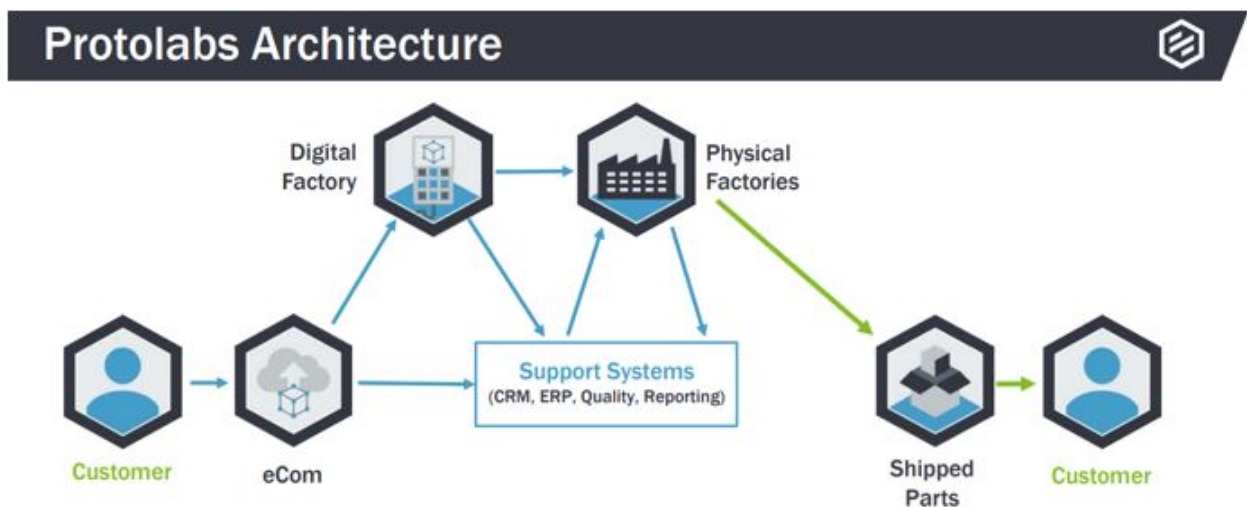 Protolabs Architecture
Digital
Factory
Physical
Factories
Support Systems
(CRM, ERP, Quality, Reporting)
Customer
eCom
Shipped
Parts
Customer